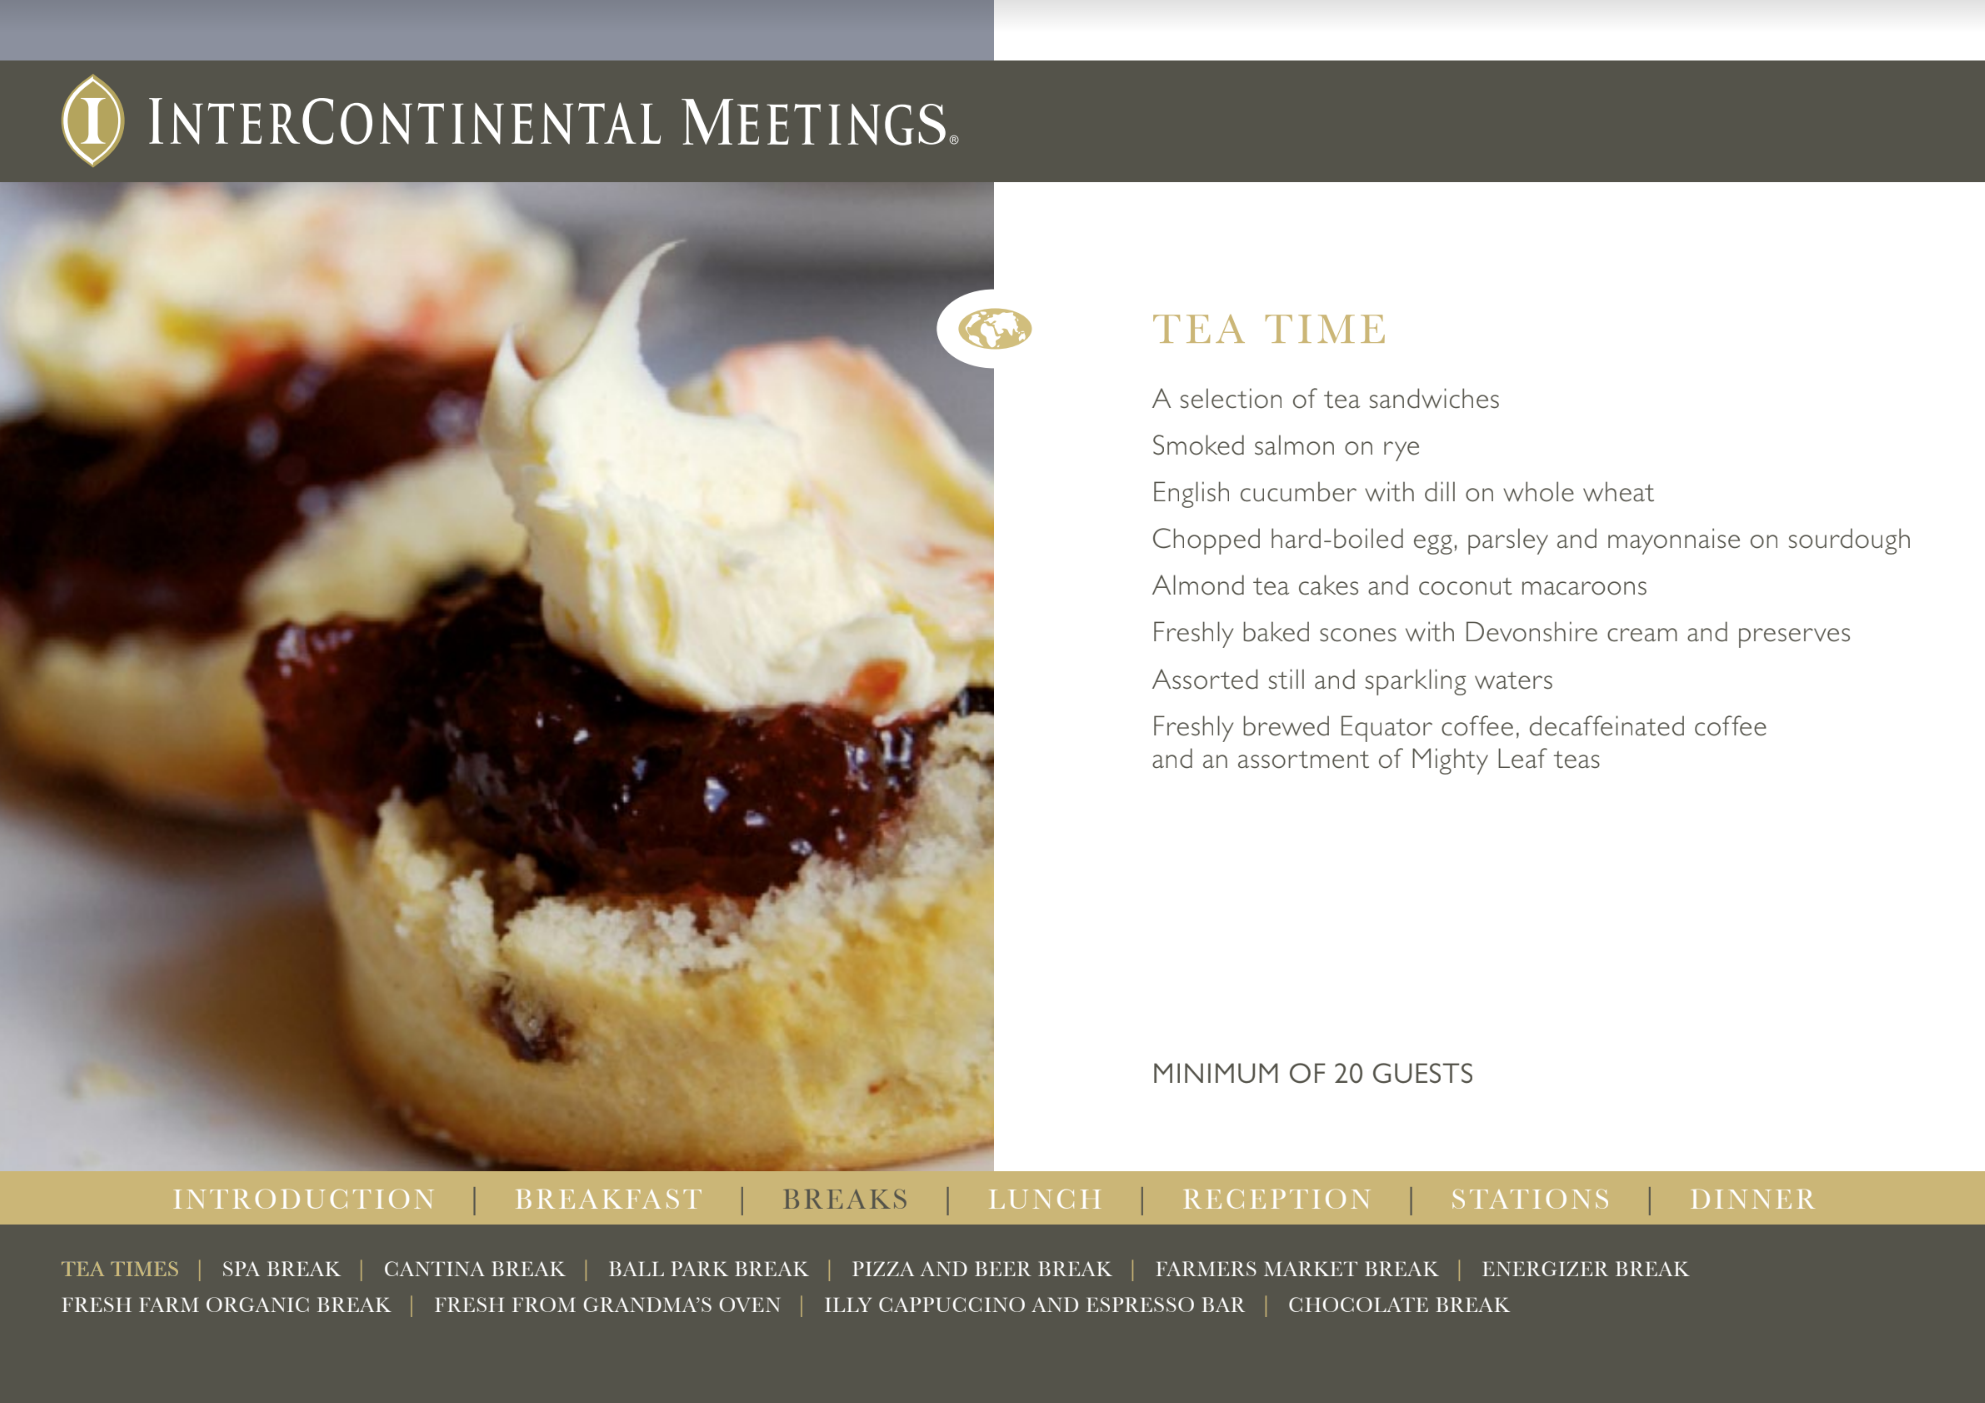 I INTERCONTINENTAL MEETINGS®
TEA TIME
A selection of tea sandwiches
Smoked salmon on rye
English cucumber with dill on whole wheat
Chopped hard-boiled egg, parsley and mayonnaise on sourdough
Almond tea cakes and coconut macaroons
Freshly baked scones with Devonshire cream and preserves
Assorted still and sparkling waters
Freshly brewed Equator coffee, decaffeinated coffee
and an assortment of Mighty Leaf teas
MINIMUM OF 20 GUESTS
INTRODUCTION | BREAKFAST | BREAKS | LUNCH | RECEPTION | STATIONS | DINNER
TEA TIMES | SPA BREAK | CANTINA BREAK | BALL PARK BREAK | PIZZA AND BEER BREAK | FARMERS MARKET BREAK | ENERGIZER BREAK
FRESH FARM ORGANIC BREAK | FRESH FROM GRANDMA'S OVEN | ILLY CAPPUCCINO AND ESPRESSO BAR | CHOCOLATE BREAK